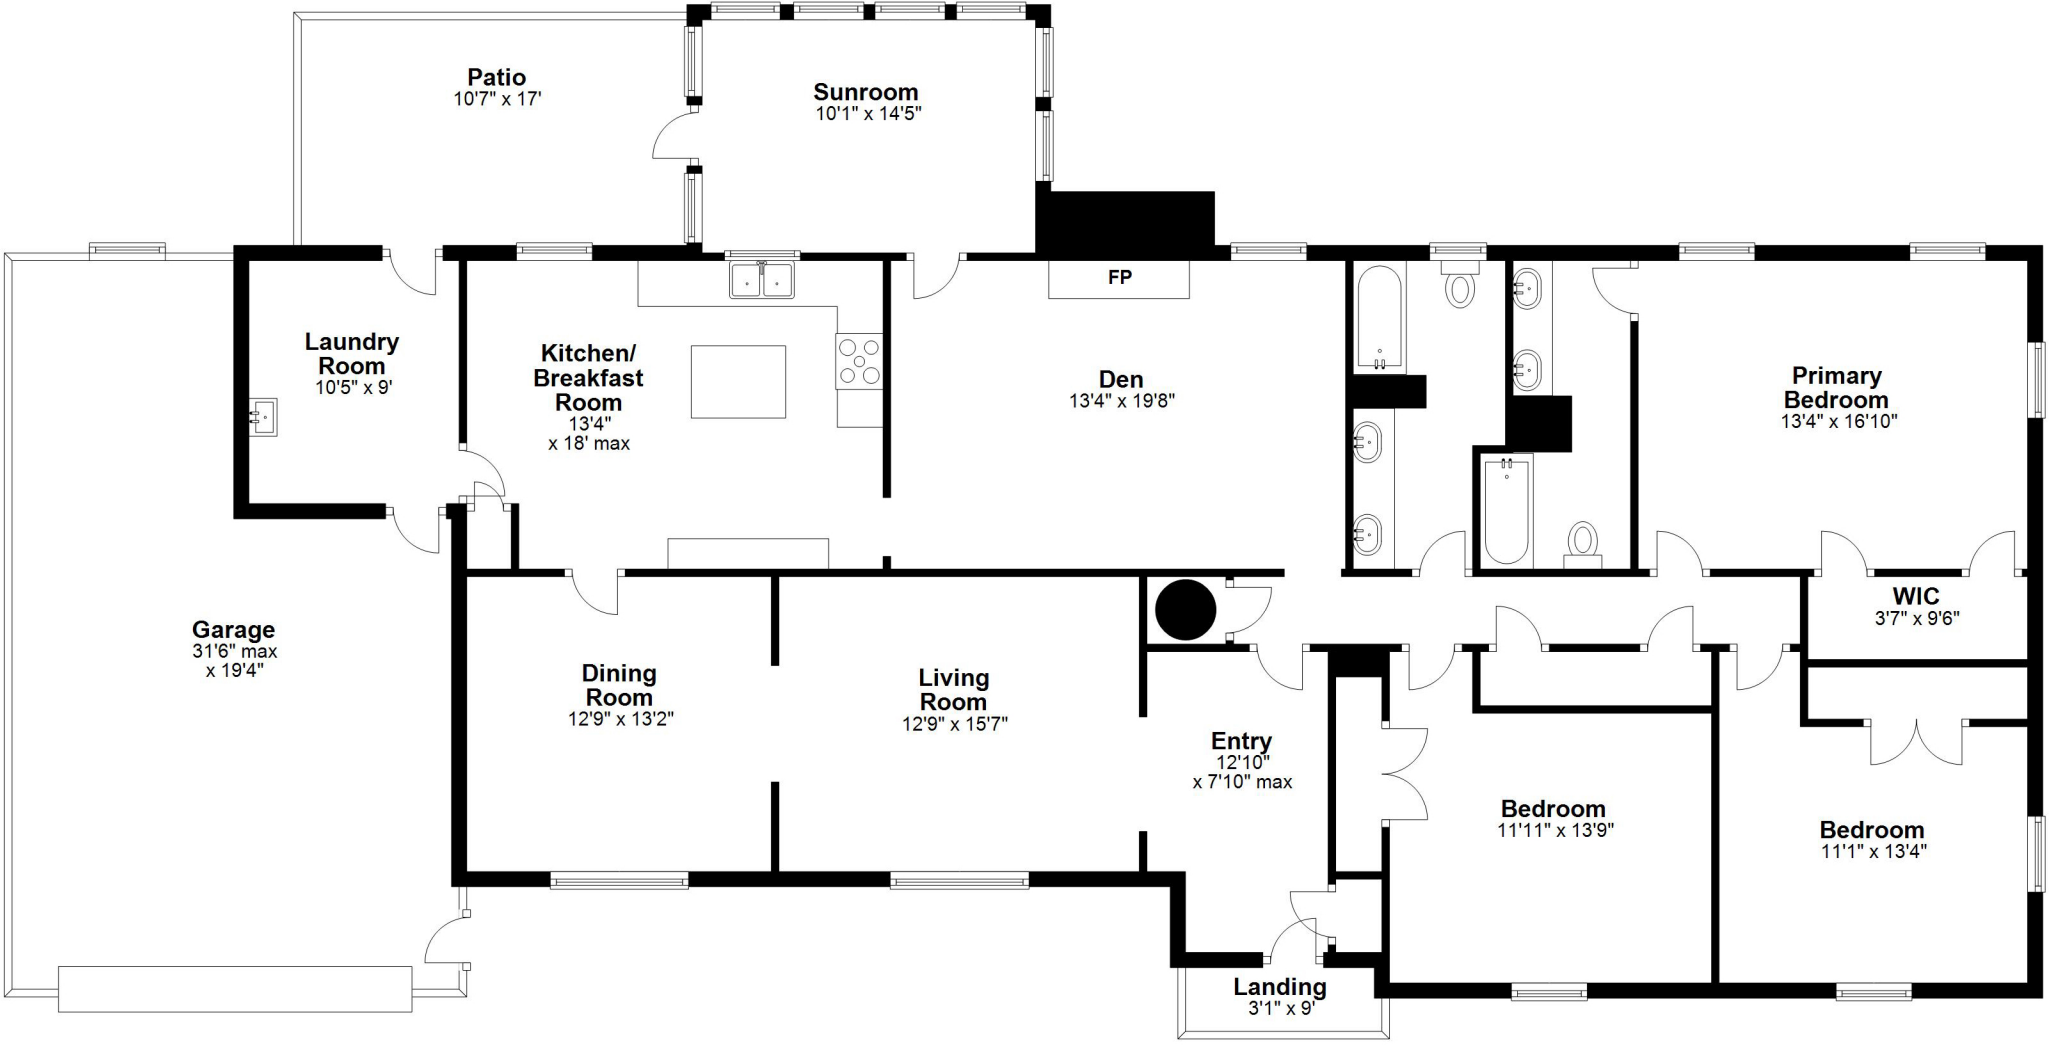 Patio
10'7" x 17'
Sunroom
10'1" x 14'5"
FP
Laundry
Room
10'5" x 9'
Kitchen/
Breakfast
Room
13'4"
x 18' max
Den
13'4" x 19'8"
Primary
Bedroom
13'4" x 16'10"
WIC
3'7" x 9'6"
Garage
31'6" max
x 19'4"
Dining
Room
12'9" x 13'2"
Living
Room
12'9" x 15'7"
Entry
12'10"
x 7'10" max
Bedroom
11'11" x 13'9"
Bedroom
11'1" x 13'4"
Landing
3'1" x 9'